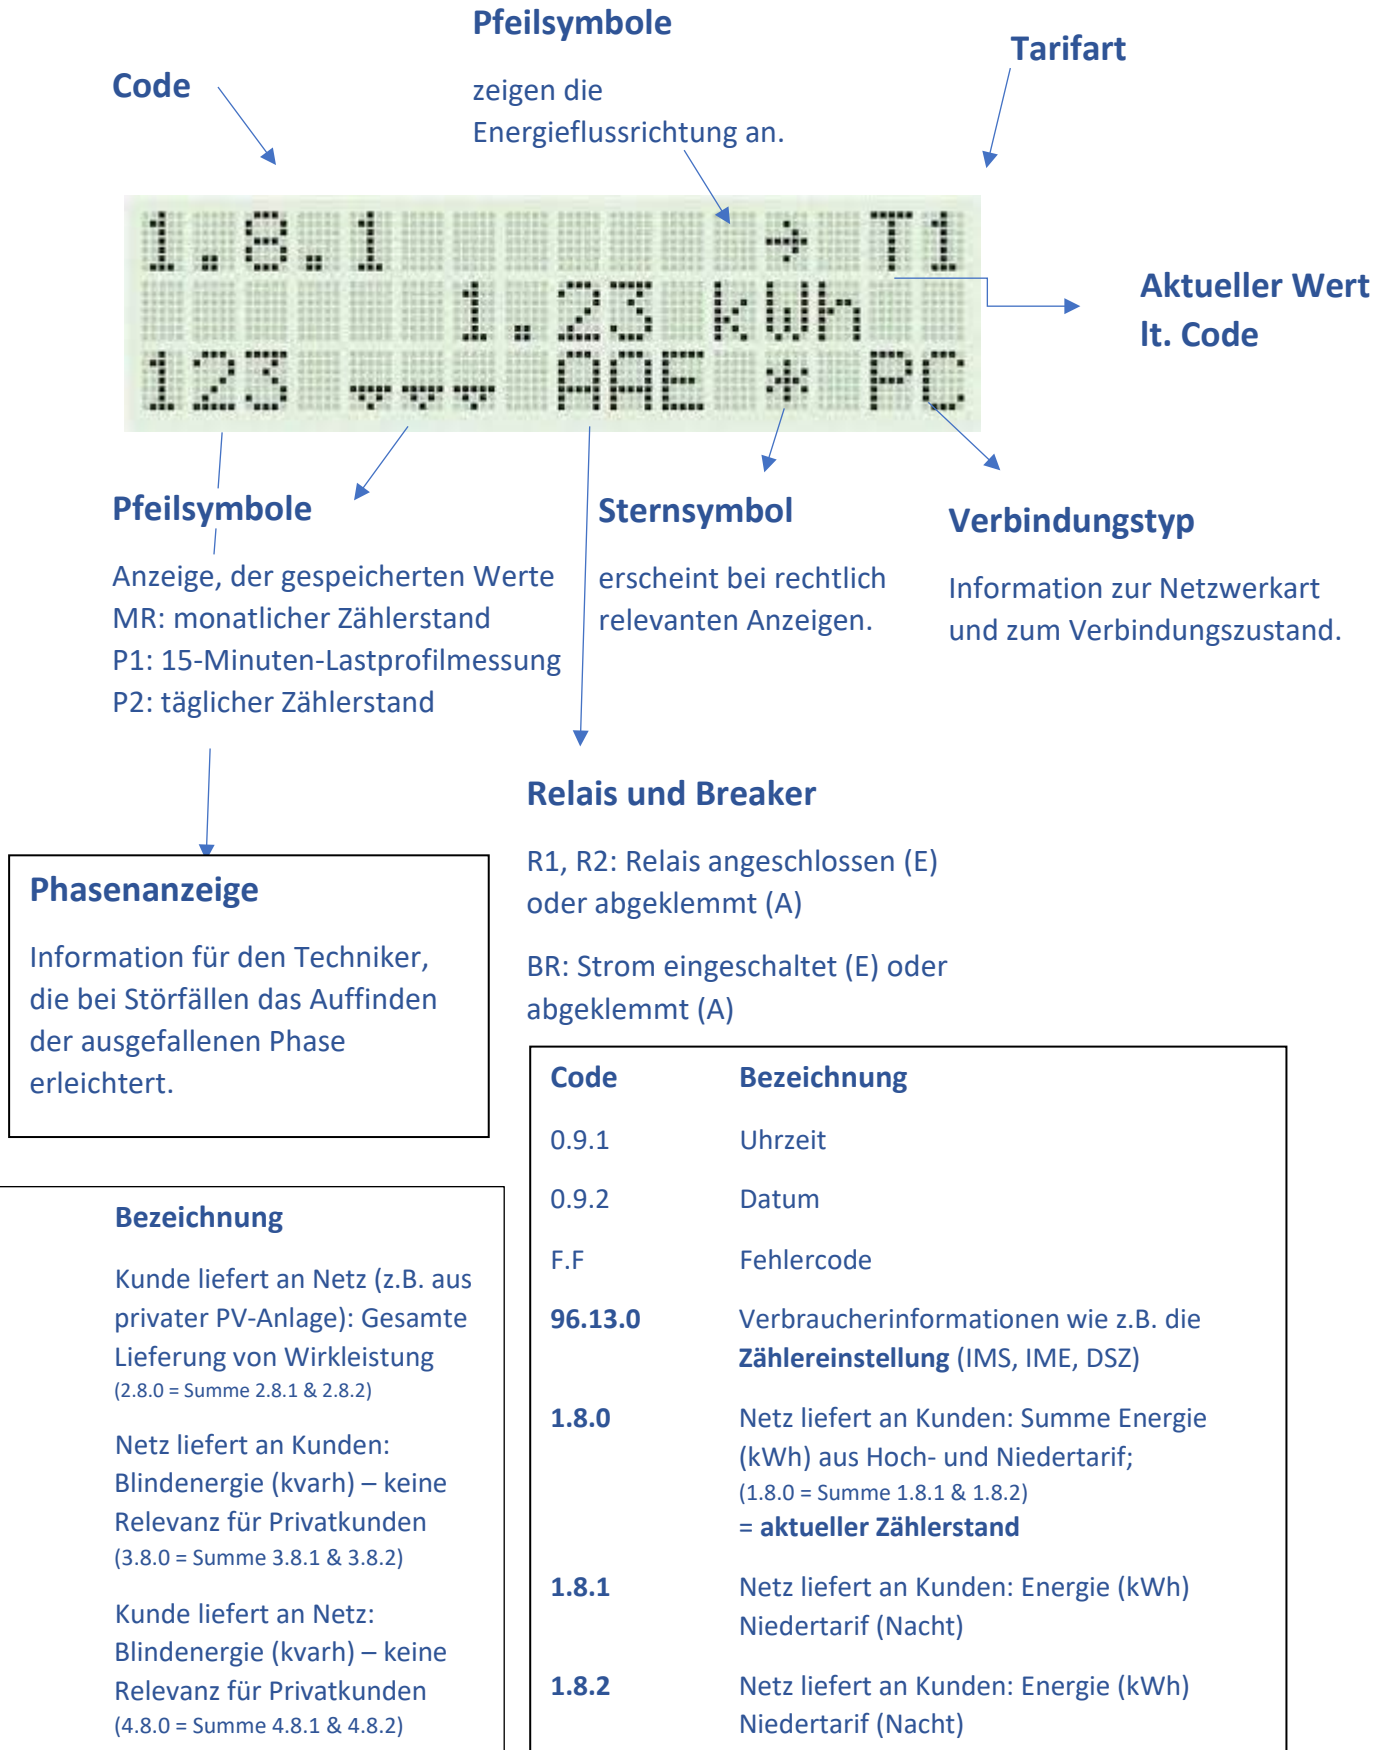 Pfeilsymbole
zeigen die
Energieflussrichtung an.
Tarifart
Code
1.8.1 → T1
1.23 kWh
123 ▾▾▾ AAE * PC
Aktueller Wert
lt. Code
Pfeilsymbole
Anzeige, der gespeicherten Werte
MR: monatlicher Zählerstand
P1: 15-Minuten-Lastprofilmessung
P2: täglicher Zählerstand
Sternsymbol
erscheint bei rechtlich
relevanten Anzeigen.
Verbindungstyp
Information zur Netzwerkart
und zum Verbindungszustand.
Relais und Breaker
R1, R2: Relais angeschlossen (E)
oder abgeklemmt (A)
BR: Strom eingeschaltet (E) oder
abgeklemmt (A)
Phasenanzeige
Information für den Techniker,
die bei Störfällen das Auffinden
der ausgefallenen Phase
erleichtert.
Bezeichnung
Kunde liefert an Netz (z.B. aus
privater PV-Anlage): Gesamte
Lieferung von Wirkleistung
(2.8.0 = Summe 2.8.1 & 2.8.2)
Netz liefert an Kunden:
Blindenergie (kvarh) – keine
Relevanz für Privatkunden
(3.8.0 = Summe 3.8.1 & 3.8.2)
Kunde liefert an Netz:
Blindenergie (kvarh) – keine
Relevanz für Privatkunden
(4.8.0 = Summe 4.8.1 & 4.8.2)
Code Bezeichnung
0.9.1 Uhrzeit
0.9.2 Datum
F.F Fehlercode
96.13.0 Verbraucherinformationen wie z.B. die
Zählereinstellung (IMS, IME, DSZ)
1.8.0 Netz liefert an Kunden: Summe Energie
(kWh) aus Hoch- und Niedertarif;
(1.8.0 = Summe 1.8.1 & 1.8.2)
= aktueller Zählerstand
1.8.1 Netz liefert an Kunden: Energie (kWh)
Niedertarif (Nacht)
1.8.2 Netz liefert an Kunden: Energie (kWh)
Niedertarif (Nacht)